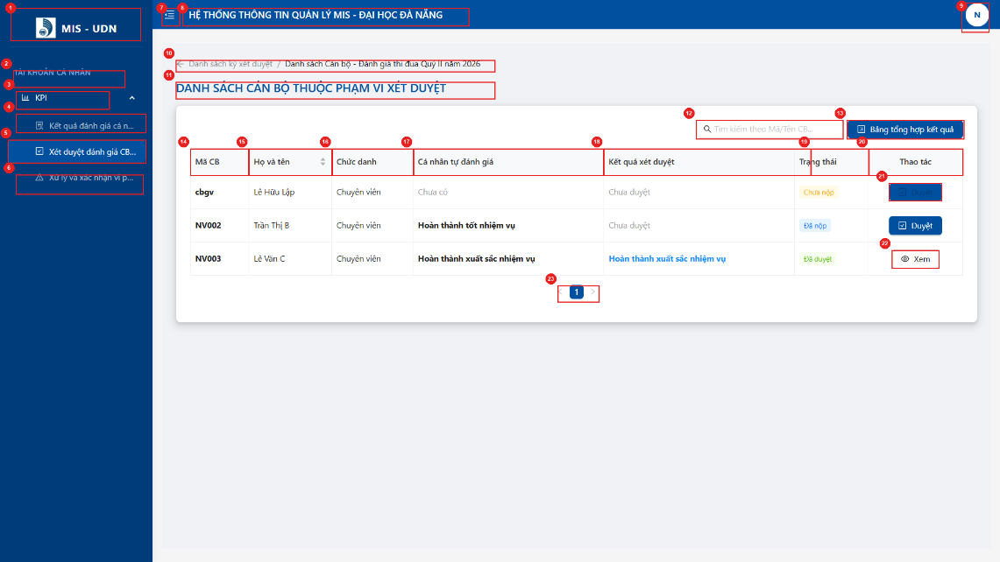 1
MIS - UDN
2
TÀI KHOẢN CÁ NHÂN
3
KPI
4
Kết quả đánh giá cá n...
5
Xét duyệt đánh giá CB...
6
Xử lý và xác nhận vi p...
7
8
HỆ THỐNG THÔNG TIN QUẢN LÝ MIS - ĐẠI HỌC ĐÀ NẴNG
9
N
10
Danh sách kỳ xét duyệt / Danh sách Cán bộ - Đánh giá thi đua Quý II năm 2026
11
DANH SÁCH CÁN BỘ THUỘC PHẠM VI XÉT DUYỆT
12
Tìm kiếm theo Mã/Tên CB...
13
Bảng tổng hợp kết quả
14 15 16 17 18 19 20
Mã CB Họ và tên Chức danh Cá nhân tự đánh giá Kết quả xét duyệt Trạng thái Thao tác
21
cbgv Lê Hữu Lập Chuyên viên Chưa có Chưa duyệt Chưa nộp Duyệt
NV002 Trần Thị B Chuyên viên Hoàn thành tốt nhiệm vụ Chưa duyệt Đã nộp Duyệt
22
NV003 Lê Văn C Chuyên viên Hoàn thành xuất sắc nhiệm vụ Hoàn thành xuất sắc nhiệm vụ Đã duyệt Xem
23
1